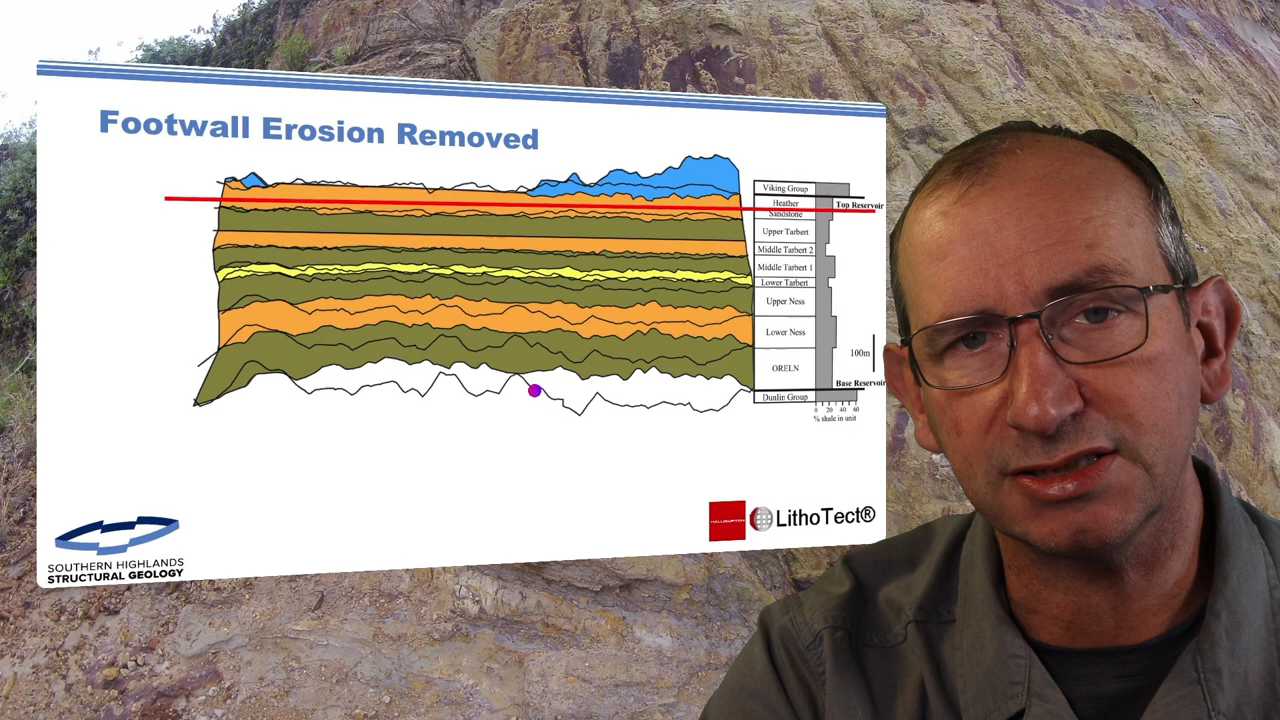 Footwall Erosion Removed
Viking Group
Heather
Top Reservoir
Sandstone
Upper Tarbert
Middle Tarbert 2
Middle Tarbert 1
Lower Tarbert
Upper Ness
Lower Ness
100m
ORELN
Base Reservoir
Dunlin Group
0 20 40 60
% shale in unit
HALLIBURTON
LithoTect®
SOUTHERN HIGHLANDS
STRUCTURAL GEOLOGY